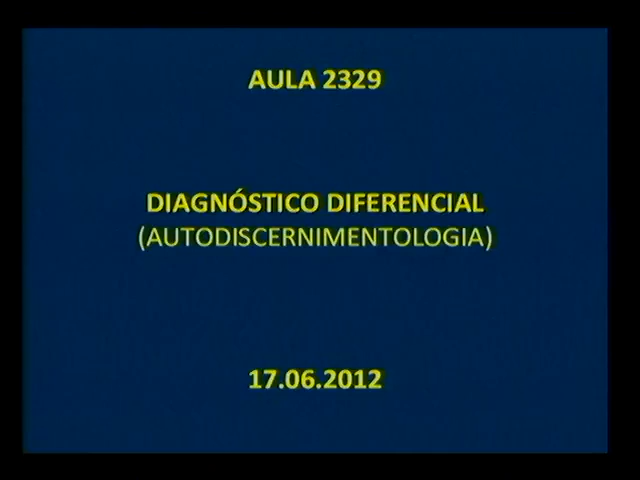 AULA 2329
DIAGNÓSTICO DIFERENCIAL
(AUTODISCERNIMENTOLOGIA)
17.06.2012